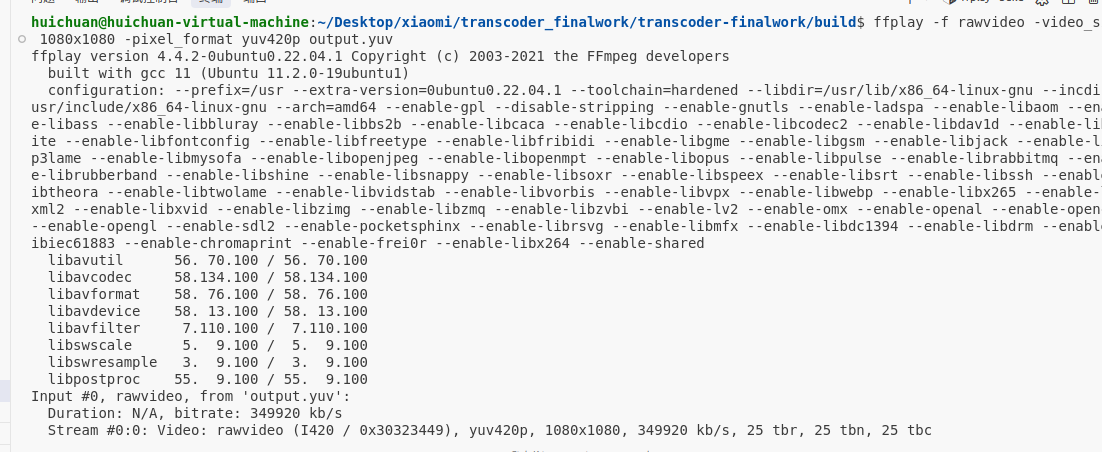 huichuan@huichuan-virtual-machine:~/Desktop/xiaomi/transcoder_finalwork/transcoder-finalwork/build$ ffplay -f rawvideo -video_s
1080x1080 -pixel_format yuv420p output.yuv
ffplay version 4.4.2-0ubuntu0.22.04.1 Copyright (c) 2003-2021 the FFmpeg developers
built with gcc 11 (Ubuntu 11.2.0-19ubuntu1)
configuration: --prefix=/usr --extra-version=0ubuntu0.22.04.1 --toolchain=hardened --libdir=/usr/lib/x86_64-linux-gnu --incdi
usr/include/x86_64-linux-gnu --arch=amd64 --enable-gpl --disable-stripping --enable-gnutls --enable-ladspa --enable-libaom --en
e-libass --enable-libbluray --enable-libbs2b --enable-libcaca --enable-libcdio --enable-libcodec2 --enable-libdav1d --enable-li
ite --enable-libfontconfig --enable-libfreetype --enable-libfribidi --enable-libgme --enable-libgsm --enable-libjack --enable-l
p3lame --enable-libmysofa --enable-libopenjpeg --enable-libopenmpt --enable-libopus --enable-libpulse --enable-librabbitmq --en
e-librubberband --enable-libshine --enable-libsnappy --enable-libsoxr --enable-libspeex --enable-libsrt --enable-libssh --enabl
ibtheora --enable-libtwolame --enable-libvidstab --enable-libvorbis --enable-libvpx --enable-libwebp --enable-libx265 --enable-
xml2 --enable-libxvid --enable-libzimg --enable-libzmq --enable-libzvbi --enable-lv2 --enable-omx --enable-openal --enable-open
--enable-opengl --enable-sdl2 --enable-pocketsphinx --enable-librsvg --enable-libmfx --enable-libdc1394 --enable-libdrm --enabl
ibiec61883 --enable-chromaprint --enable-frei0r --enable-libx264 --enable-shared
libavutil 56. 70.100 / 56. 70.100
libavcodec 58.134.100 / 58.134.100
libavformat 58. 76.100 / 58. 76.100
libavdevice 58. 13.100 / 58. 13.100
libavfilter 7.110.100 / 7.110.100
libswscale 5. 9.100 / 5. 9.100
libswresample 3. 9.100 / 3. 9.100
libpostproc 55. 9.100 / 55. 9.100
Input #0, rawvideo, from 'output.yuv':
Duration: N/A, bitrate: 349920 kb/s
Stream #0:0: Video: rawvideo (I420 / 0x30323449), yuv420p, 1080x1080, 349920 kb/s, 25 tbr, 25 tbn, 25 tbc